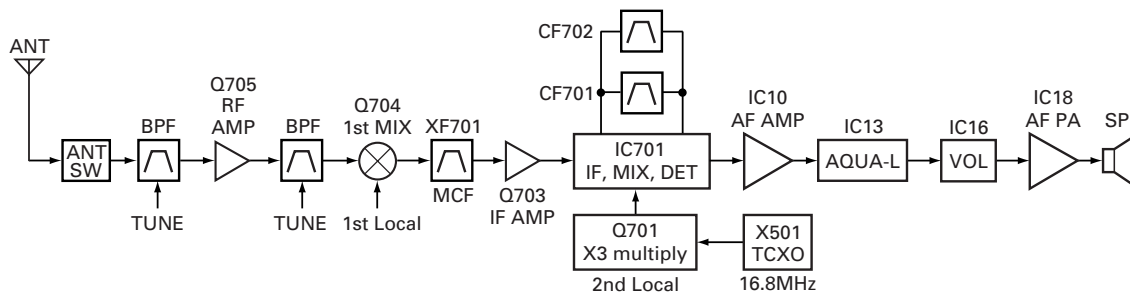 ANT
ANT
SW
BPF
TUNE
Q705
RF
AMP
BPF
TUNE
Q704
1st MIX
1st Local
XF701
MCF
Q703
IF AMP
CF702
CF701
IC701
IF, MIX, DET
Q701
X3 multiply
2nd Local
X501
TCXO
16.8MHz
IC10
AF AMP
IC13
AQUA-L
IC16
VOL
IC18
AF PA
SP